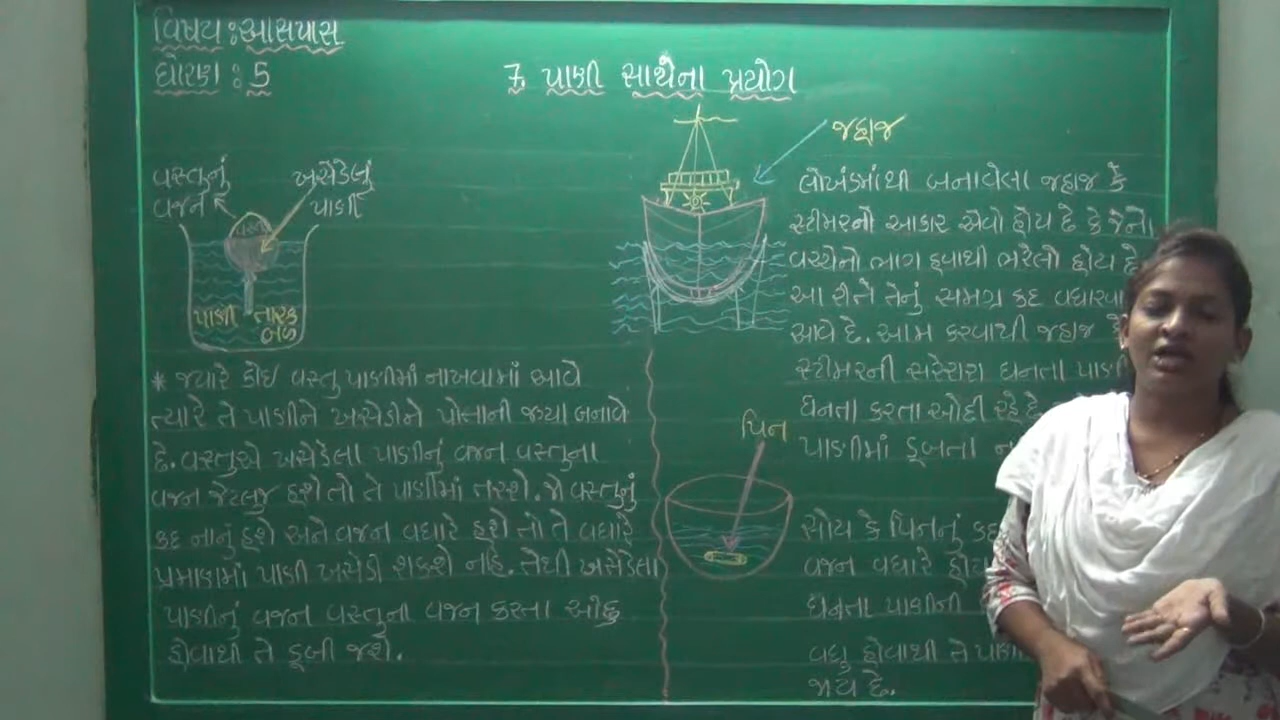 વિષય : આસપાસ
ધોરણ : 5
7. પાણી સાથેના પ્રયોગ
વસ્તુનું
વજન
ખસેડેલું
પાણી
વસ્તુ
પાણી
તારક
બળ
* જ્યારે કોઈ વસ્તુ પાણીમાં નાખવામાં આવે
ત્યારે તે પાણીને ખસેડીને પોતાની જગ્યા બનાવે
છે. વસ્તુએ ખસેડેલા પાણીનું વજન વસ્તુના
વજન જેટલુજ હશે તો તે પાણીમાં તરશે. જો વસ્તુનું
કદ નાનું હશે અને વજન વધારે હશે તો તે વધારે
પ્રમાણમાં પાણી ખસેડી શકશે નહિ. તેથી ખસેડેલા
પાણીનું વજન વસ્તુના વજન કરતા ઓછુ
હોવાથી તે ડૂબી જશે.
જહાજ
લોખંડમાંથી બનાવેલા જહાજ કે
સ્ટીમરનો આકાર એવો હોય છે કે જેનો
વચ્ચેનો ભાગ હવાથી ભરેલો હોય છે
આ રીતે તેનું સમગ્ર કદ વધારવા
આવે છે. આમ કરવાથી જહાજ કે
સ્ટીમરની સરેરાશ ઘનતા પાણી
ઘનતા કરતા ઓછી રહે છે
પાણીમાં ડૂબતા ના
પિન
સોય કે પિનનું કદ
વજન વધારે હોય
ઘનતા પાણીની
વધુ હોવાથી તે પાણી
જાય છે.